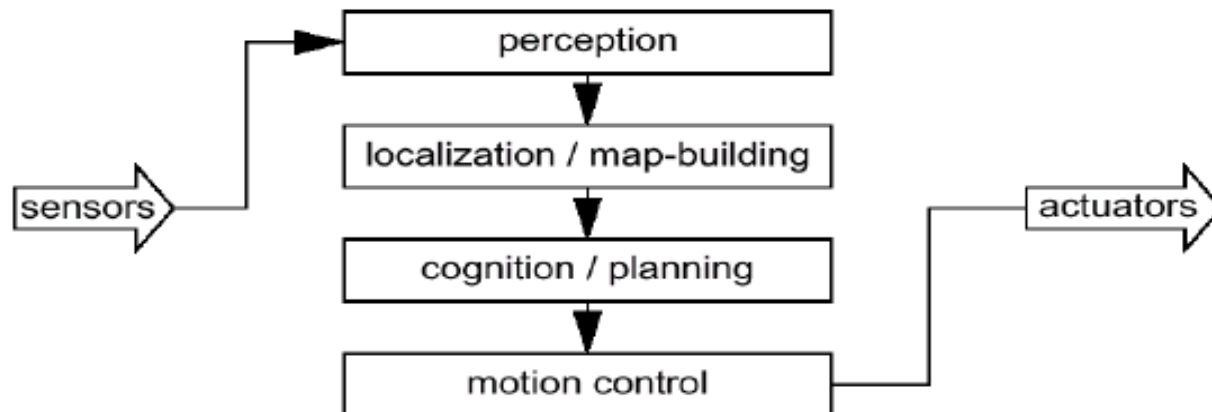 perception
localization / map-building
sensors
actuators
cognition / planning
motion control